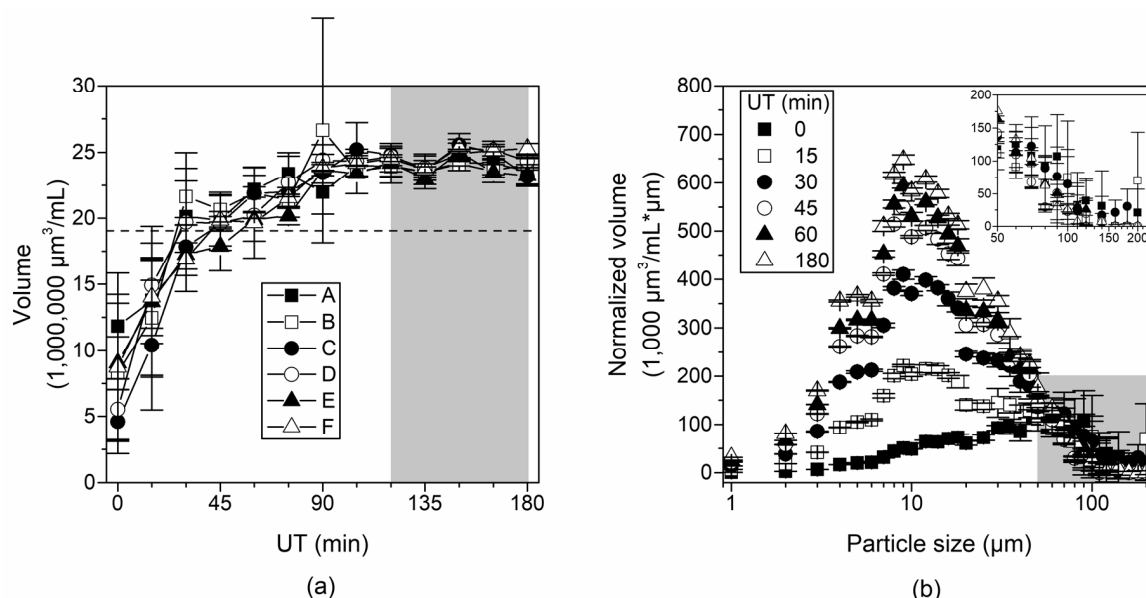 Volume
(1,000,000 µm³/mL)
30
25
20
15
10
5
0
A
B
C
D
E
F
0
45
90
135
180
UT (min)
(a)
Normalized volume
(1,000 µm³/mL*µm)
800
700
600
500
400
300
200
100
0
UT (min)
0
15
30
45
60
180
200
150
100
50
0
50
100
150
200
1
10
100
Particle size (µm)
(b)